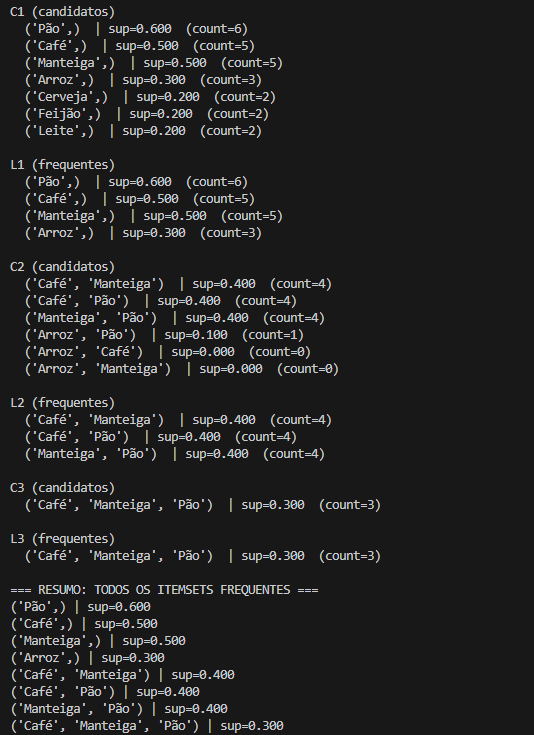 C1 (candidatos)
('Pão',) | sup=0.600 (count=6)
('Café',) | sup=0.500 (count=5)
('Manteiga',) | sup=0.500 (count=5)
('Arroz',) | sup=0.300 (count=3)
('Cerveja',) | sup=0.200 (count=2)
('Feijão',) | sup=0.200 (count=2)
('Leite',) | sup=0.200 (count=2)
L1 (frequentes)
('Pão',) | sup=0.600 (count=6)
('Café',) | sup=0.500 (count=5)
('Manteiga',) | sup=0.500 (count=5)
('Arroz',) | sup=0.300 (count=3)
C2 (candidatos)
('Café', 'Manteiga') | sup=0.400 (count=4)
('Café', 'Pão') | sup=0.400 (count=4)
('Manteiga', 'Pão') | sup=0.400 (count=4)
('Arroz', 'Pão') | sup=0.100 (count=1)
('Arroz', 'Café') | sup=0.000 (count=0)
('Arroz', 'Manteiga') | sup=0.000 (count=0)
L2 (frequentes)
('Café', 'Manteiga') | sup=0.400 (count=4)
('Café', 'Pão') | sup=0.400 (count=4)
('Manteiga', 'Pão') | sup=0.400 (count=4)
C3 (candidatos)
('Café', 'Manteiga', 'Pão') | sup=0.300 (count=3)
L3 (frequentes)
('Café', 'Manteiga', 'Pão') | sup=0.300 (count=3)
=== RESUMO: TODOS OS ITEMSETS FREQUENTES ===
('Pão',) | sup=0.600
('Café',) | sup=0.500
('Manteiga',) | sup=0.500
('Arroz',) | sup=0.300
('Café', 'Manteiga') | sup=0.400
('Café', 'Pão') | sup=0.400
('Manteiga', 'Pão') | sup=0.400
('Café', 'Manteiga', 'Pão') | sup=0.300